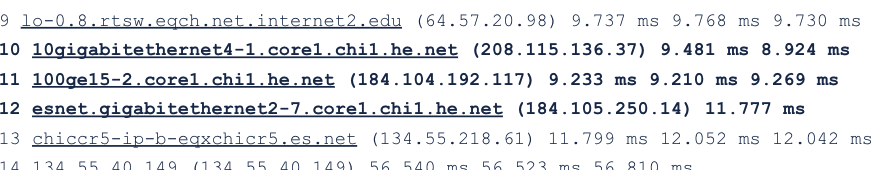 9 lo-0.8.rtsw.eqch.net.internet2.edu (64.57.20.98) 9.737 ms 9.768 ms 9.730 ms
10 10gigabitethernet4-1.core1.chi1.he.net (208.115.136.37) 9.481 ms 8.924 ms
11 100ge15-2.core1.chi1.he.net (184.104.192.117) 9.233 ms 9.210 ms 9.269 ms
12 esnet.gigabitethernet2-7.core1.chi1.he.net (184.105.250.14) 11.777 ms
13 chiccr5-ip-b-eqxchicr5.es.net (134.55.218.61) 11.799 ms 12.052 ms 12.042 ms
14 134.55.40.149 (134.55.40.149) 56.540 ms 56.523 ms 56.810 ms